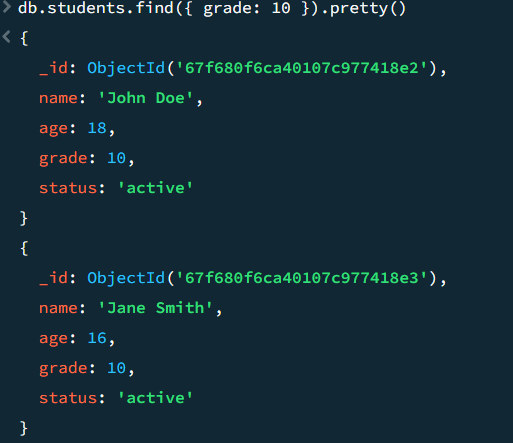 > db.students.find({ grade: 10 }).pretty()
< {
_id: ObjectId('67f680f6ca40107c977418e2'),
name: 'John Doe',
age: 18,
grade: 10,
status: 'active'
}
{
_id: ObjectId('67f680f6ca40107c977418e3'),
name: 'Jane Smith',
age: 16,
grade: 10,
status: 'active'
}